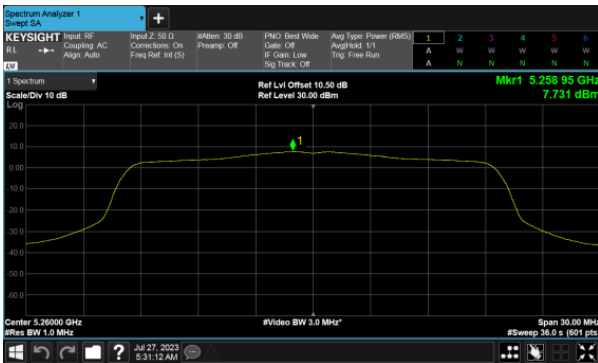 Spectrum Analyzer 1
Swept SA
+
KEYSIGHT
RL
Input: RF
Coupling: AC
Align: Auto
Input Z: 50 Ω
Corrections: On
Freq Ref: Int (S)
#Atten: 30 dB
Preamp: Off
PNO: Best Wide
Gate: Off
IF Gain: Low
Sig Track: Off
Avg Type: Power (RMS)
Avg|Hold: 1/1
Trig: Free Run
1 2 3 4 5 6
A W W W W W
A N N N N N
LW
1 Spectrum
Scale/Div 10 dB
Ref Lvl Offset 10.50 dB
Ref Level 30.00 dBm
Mkr1 5.258 95 GHz
7.731 dBm
Log
20.0
10.0
0.00
-10.0
-20.0
-30.0
-40.0
-50.0
-60.0
1
Center 5.26000 GHz
#Res BW 1.0 MHz
#Video BW 3.0 MHz*
Span 30.00 MHz
#Sweep 36.0 s (601 pts)
?
Jul 27, 2023
5:31:12 AM